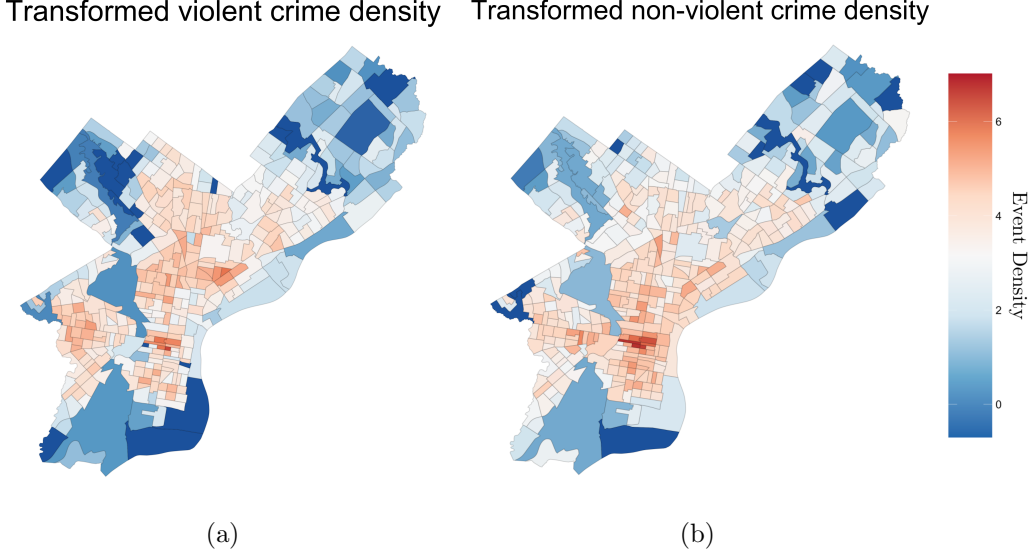 Transformed violent crime density
Transformed non-violent crime density
6
4
2
0
Event Density
(a)
(b)